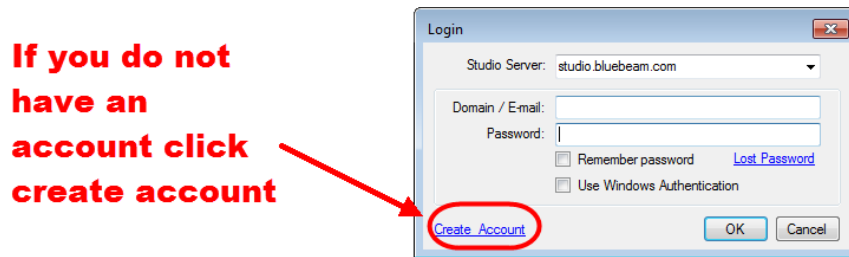 If you do not
have an
account click
create account
Login
Studio Server: studio.bluebeam.com
Domain / E-mail:
Password:
Remember password Lost Password
Use Windows Authentication
Create Account OK Cancel